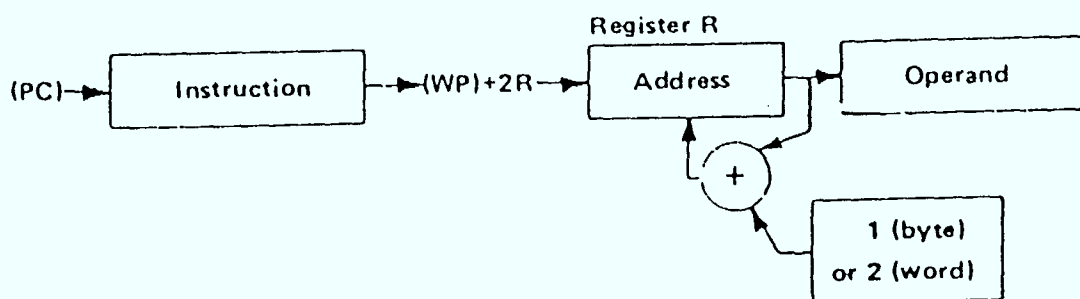 Register R
(PC)
Instruction
(WP)+2R
Address
Operand
+
1 (byte)
or 2 (word)